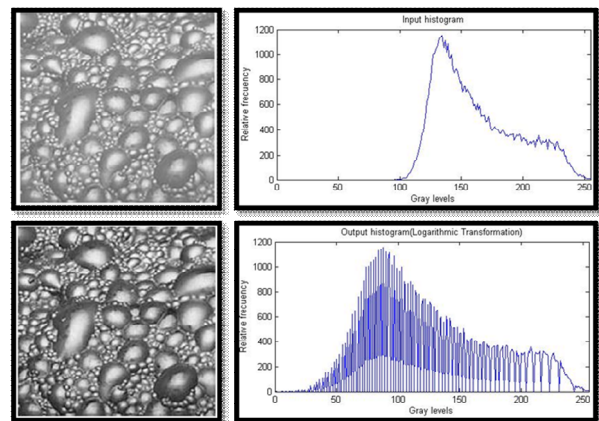 Input histogram
1200
1000
800
600
400
200
0
Relative frecuency
0 50 100 150 200 250
Gray levels
Output histogram(Logarithmic Transformation)
1200
1000
800
600
400
200
0
Relative frecuency
0 50 100 150 200 250
Gray levels